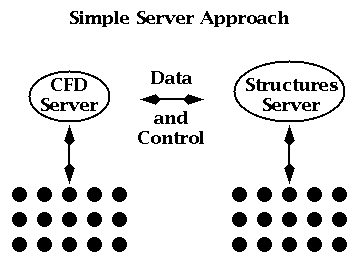 Simple Server Approach
CFD
Server
Data
and
Control
Structures
Server